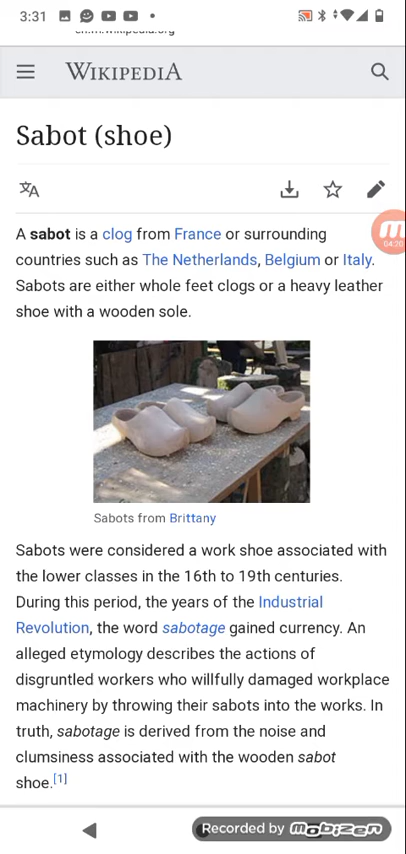 3:31
WIKIPEDIA
Sabot (shoe)
04:20
A sabot is a clog from France or surrounding
countries such as The Netherlands, Belgium or Italy.
Sabots are either whole feet clogs or a heavy leather
shoe with a wooden sole.
Sabots from Brittany
Sabots were considered a work shoe associated with
the lower classes in the 16th to 19th centuries.
During this period, the years of the Industrial
Revolution, the word sabotage gained currency. An
alleged etymology describes the actions of
disgruntled workers who willfully damaged workplace
machinery by throwing their sabots into the works. In
truth, sabotage is derived from the noise and
clumsiness associated with the wooden sabot
shoe.[1]
Recorded by mobizen